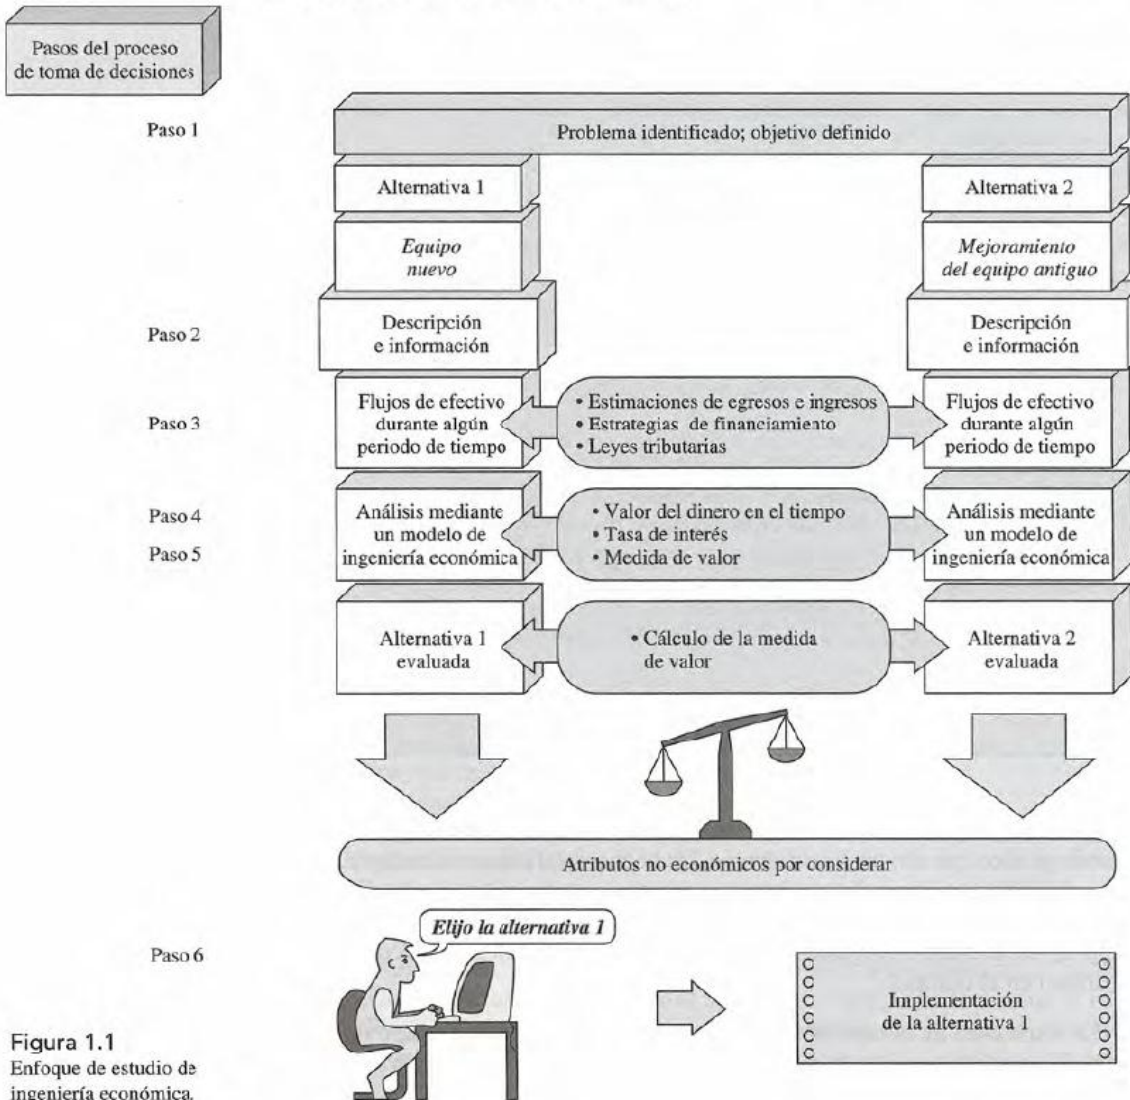 Pasos del proceso
de toma de decisiones
Paso 1
Problema identificado; objetivo definido
Alternativa 1
Alternativa 2
Equipo
nuevo
Mejoramiento
del equipo antiguo
Paso 2
Descripción
e información
Descripción
e información
Paso 3
Flujos de efectivo
durante algún
periodo de tiempo
• Estimaciones de egresos e ingresos
• Estrategias de financiamiento
• Leyes tributarias
Flujos de efectivo
durante algún
periodo de tiempo
Paso 4
Paso 5
Análisis mediante
un modelo de
ingeniería económica
• Valor del dinero en el tiempo
• Tasa de interés
• Medida de valor
Análisis mediante
un modelo de
ingeniería económica
Alternativa 1
evaluada
• Cálculo de la medida
de valor
Alternativa 2
evaluada
Atributos no económicos por considerar
Paso 6
Elijo la alternativa 1
Implementación
de la alternativa 1
Figura 1.1
Enfoque de estudio de
ingeniería económica.